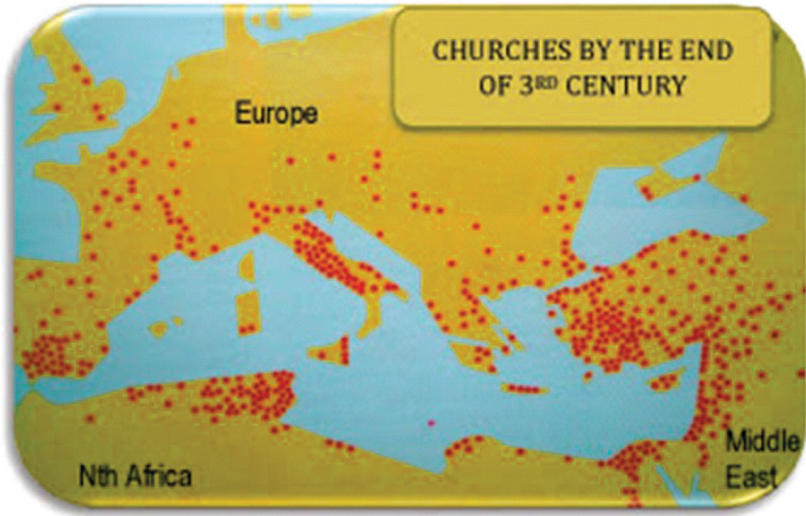 CHURCHES BY THE END
OF 3RD CENTURY
Europe
Middle
East
Nth Africa